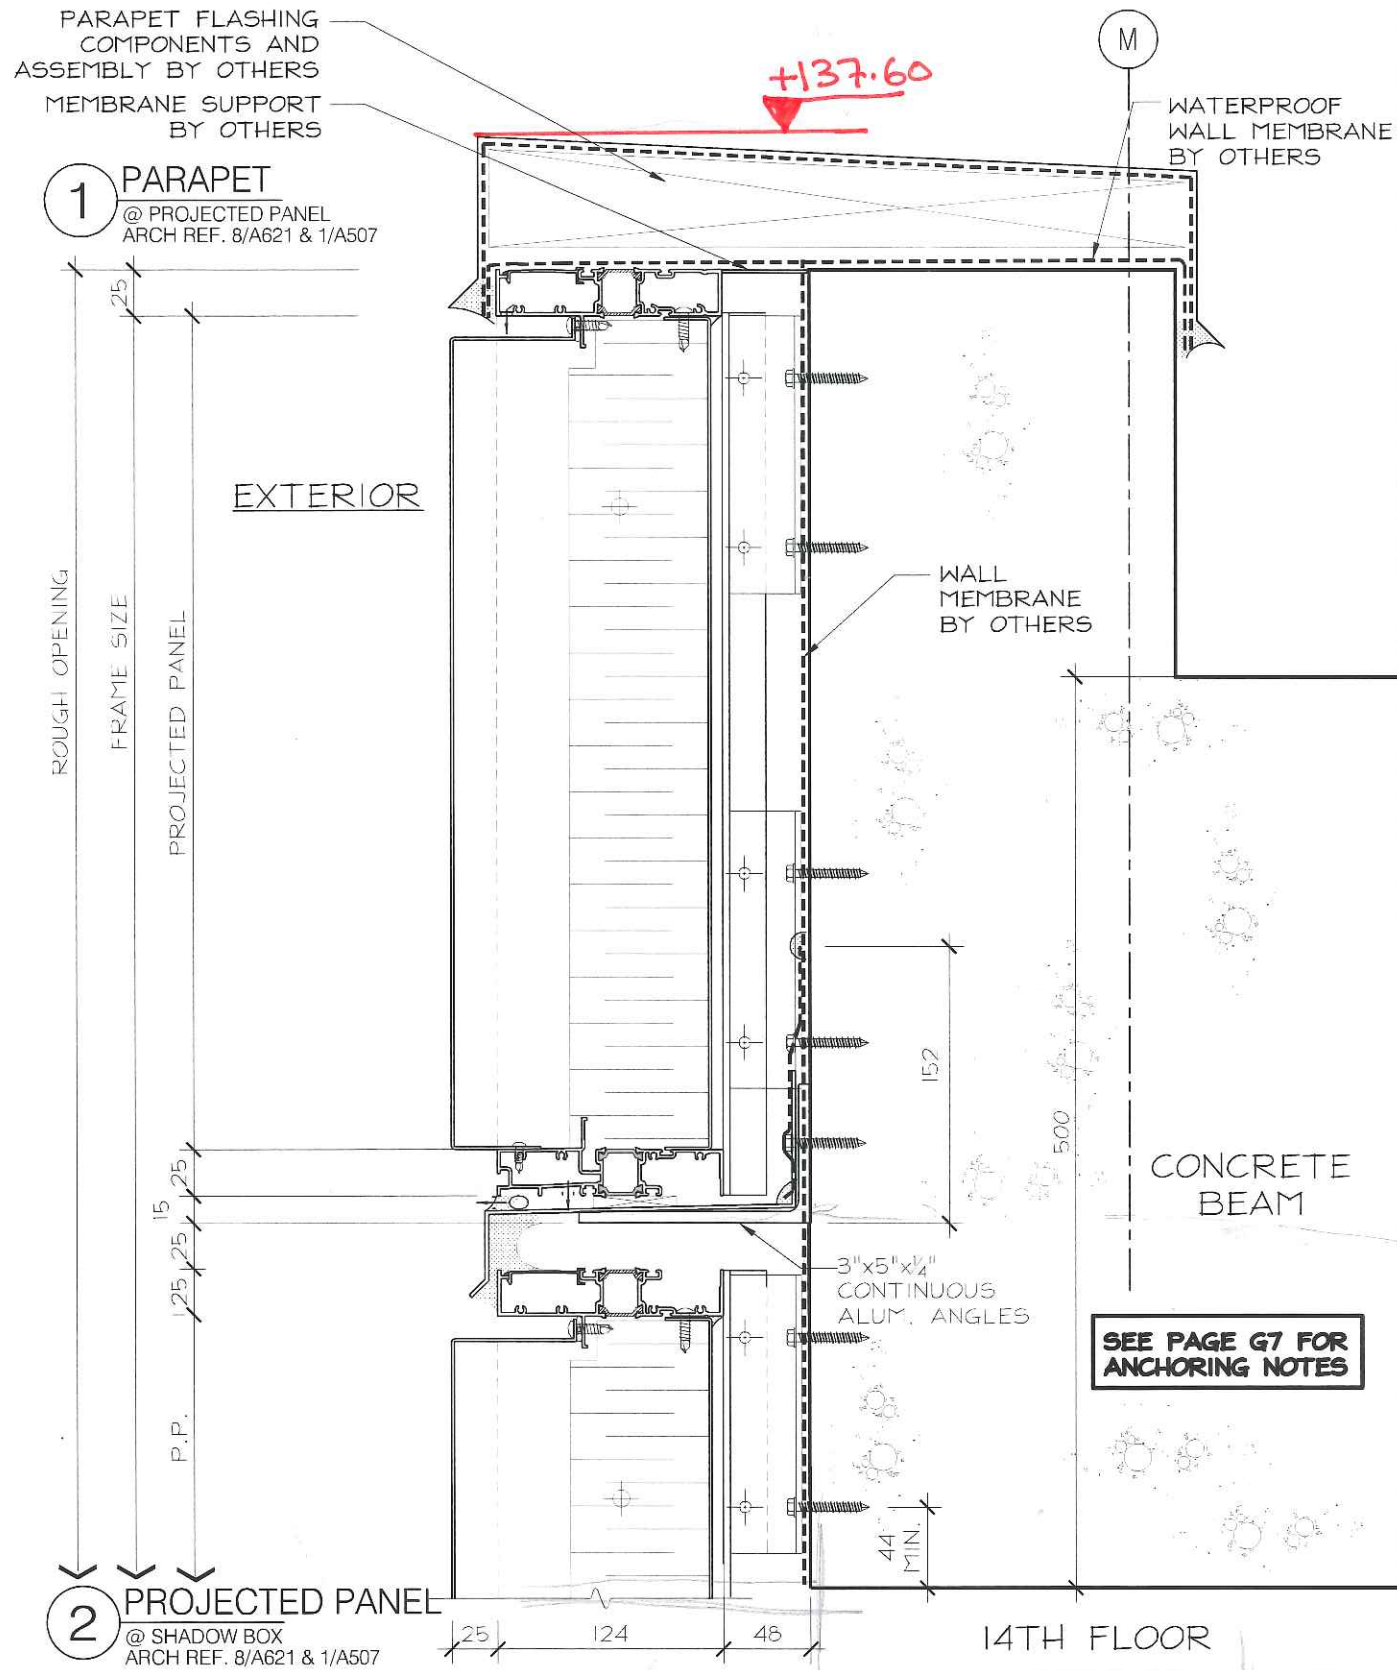 PARAPET FLASHING
COMPONENTS AND
ASSEMBLY BY OTHERS
MEMBRANE SUPPORT
BY OTHERS
+137.60
M
WATERPROOF
WALL MEMBRANE
BY OTHERS
1
PARAPET
@ PROJECTED PANEL
ARCH REF. 8/A621 & 1/A507
25
EXTERIOR
ROUGH OPENING
FRAME SIZE
PROJECTED PANEL
WALL
MEMBRANE
BY OTHERS
152
500
CONCRETE
BEAM
25
15
25
25
3"x5"x¼"
CONTINUOUS
ALUM. ANGLES
SEE PAGE G7 FOR
ANCHORING NOTES
P.P.
44
MIN.
2
PROJECTED PANEL
@ SHADOW BOX
ARCH REF. 8/A621 & 1/A507
25
124
48
14TH FLOOR